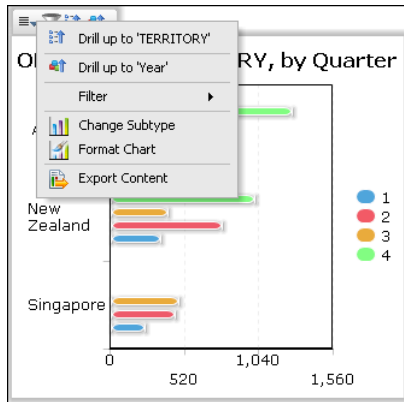 Drill up to 'TERRITORY'
O RY, by Quarter
Drill up to 'Year'
Filter
A
Change Subtype
Format Chart
Export Content
New
Zealand
1
2
3
4
Singapore
0
1,040
520
1,560